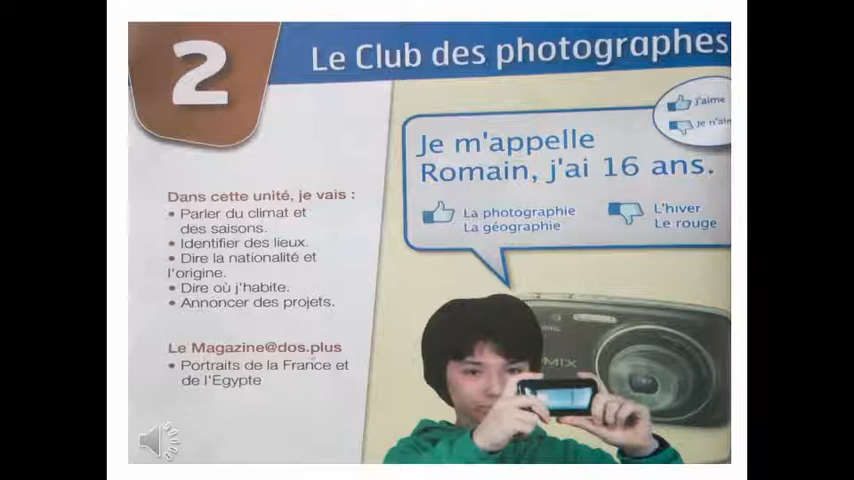 2
Le Club des photographes
J'aime
Je n'aim
Je m'appelle
Romain, j'ai 16 ans.
La photographie
La géographie
L'hiver
Le rouge
Dans cette unité, je vais :
• Parler du climat et
des saisons.
• Identifier des lieux.
• Dire la nationalité et
l'origine.
• Dire où j'habite.
• Annoncer des projets.
Le Magazine@dos.plus
• Portraits de la France et
de l'Egypte